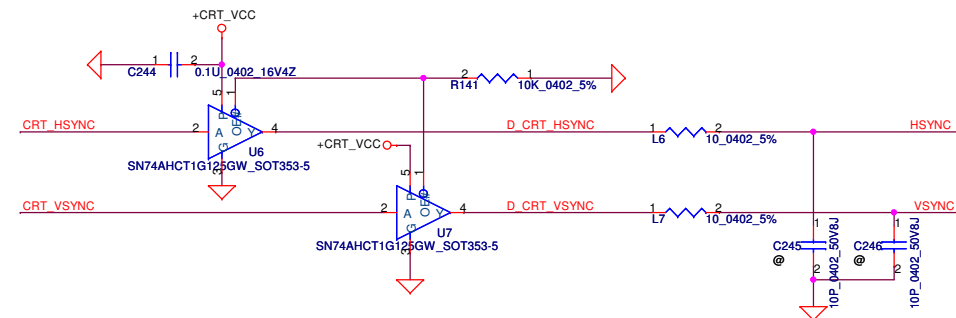 +CRT_VCC
1 2
C244 0.1U_0402_16V4Z
2 1
R141 10K_0402_5%
5 1
P OE#
CRT_HSYNC 2 A Y 4 D_CRT_HSYNC 1 2 HSYNC
G U6 L6 10_0402_5%
3
SN74AHCT1G125GW_SOT353-5
+CRT_VCC
5 1
P OE#
CRT_VSYNC 2 A Y 4 D_CRT_VSYNC 1 2 VSYNC
G U7 L7 10_0402_5%
3
SN74AHCT1G125GW_SOT353-5
1 1
C245 C246
@ @
2 2
10P_0402_50V8J
10P_0402_50V8J